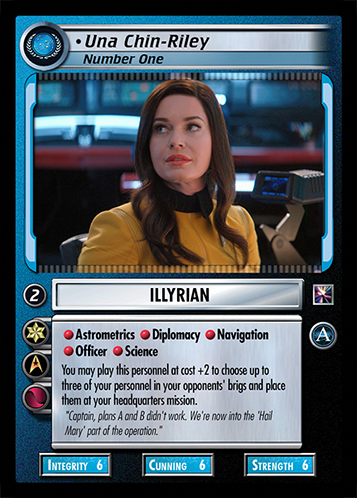 • Una Chin-Riley
Number One
2
ILLYRIAN
A
• Astrometrics • Diplomacy • Navigation
• Officer • Science
You may play this personnel at cost +2 to choose up to
three of your personnel in your opponents' brigs and place
them at your headquarters mission.
"Captain, plans A and B didn't work. We're now into the 'Hail
Mary' part of the operation."
INTEGRITY 6 CUNNING 6 STRENGTH 6